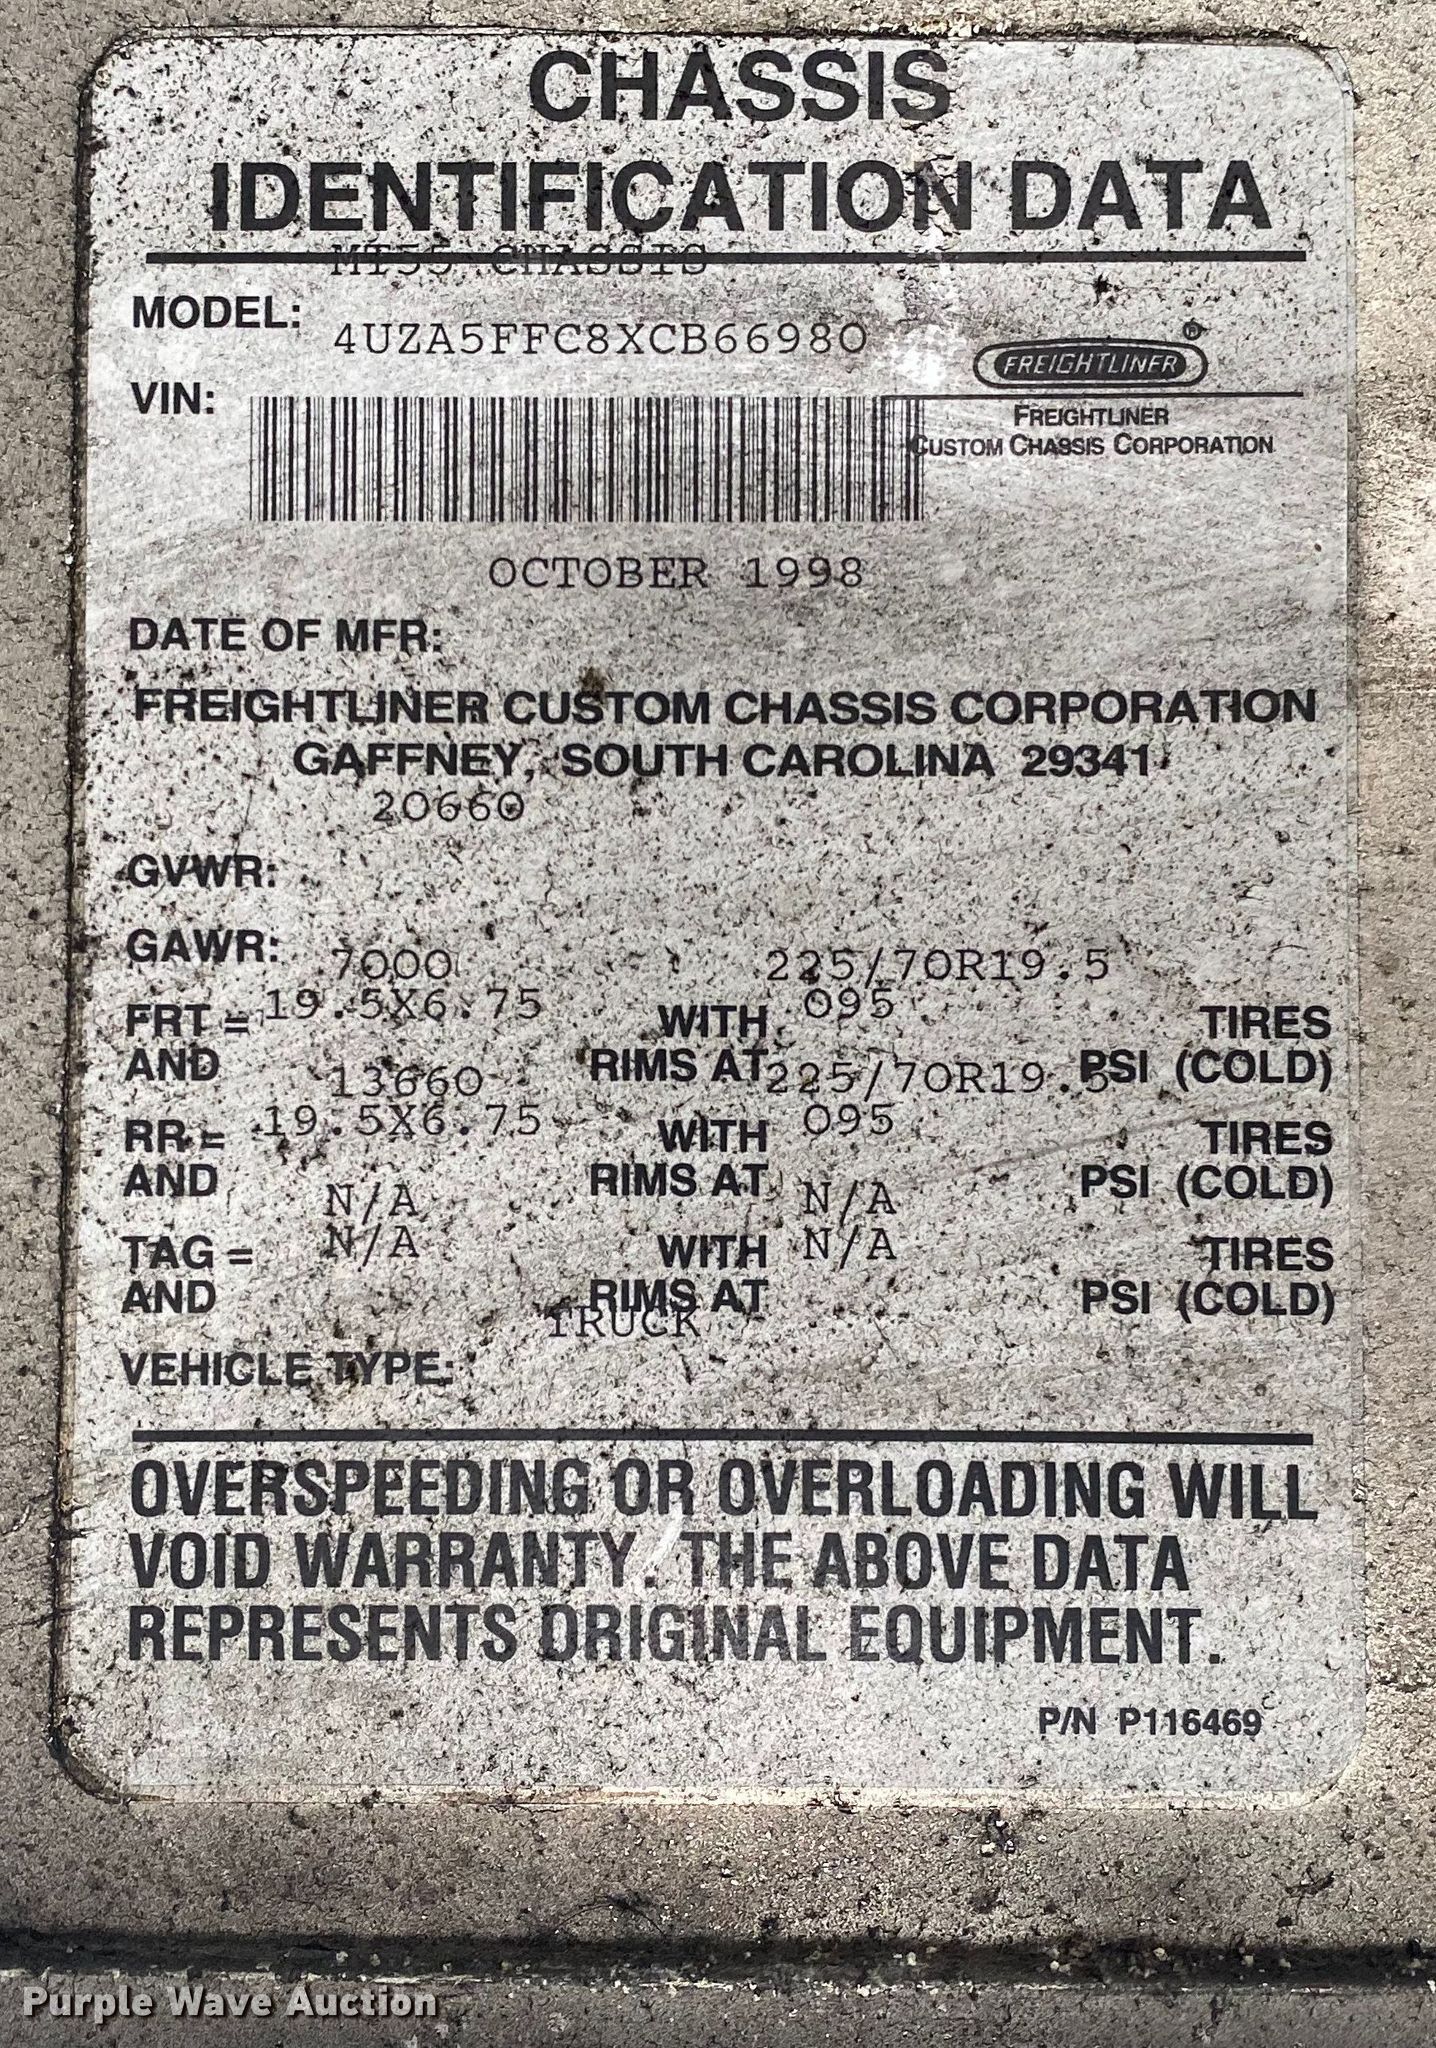 CHASSIS
IDENTIFICATION DATA
MT55 CHASSIS
MODEL:
4UZA5FFC8XCB66980
VIN:
FREIGHTLINER ®
FREIGHTLINER
CUSTOM CHASSIS CORPORATION
OCTOBER 1998
DATE OF MFR:
FREIGHTLINER CUSTOM CHASSIS CORPORATION
GAFFNEY, SOUTH CAROLINA 29341
20660
GVWR:
GAWR: 7000 225/70R19.5
19.5X6.75 095
FRT = WITH TIRES
AND RIMS AT PSI (COLD)
13660 225/70R19.5
19.5X6.75 095
RR = WITH TIRES
AND RIMS AT PSI (COLD)
N/A N/A
N/A N/A
TAG = WITH TIRES
AND RIMS AT PSI (COLD)
TRUCK
VEHICLE TYPE:
OVERSPEEDING OR OVERLOADING WILL
VOID WARRANTY. THE ABOVE DATA
REPRESENTS ORIGINAL EQUIPMENT.
P/N P116469
Purple Wave Auction